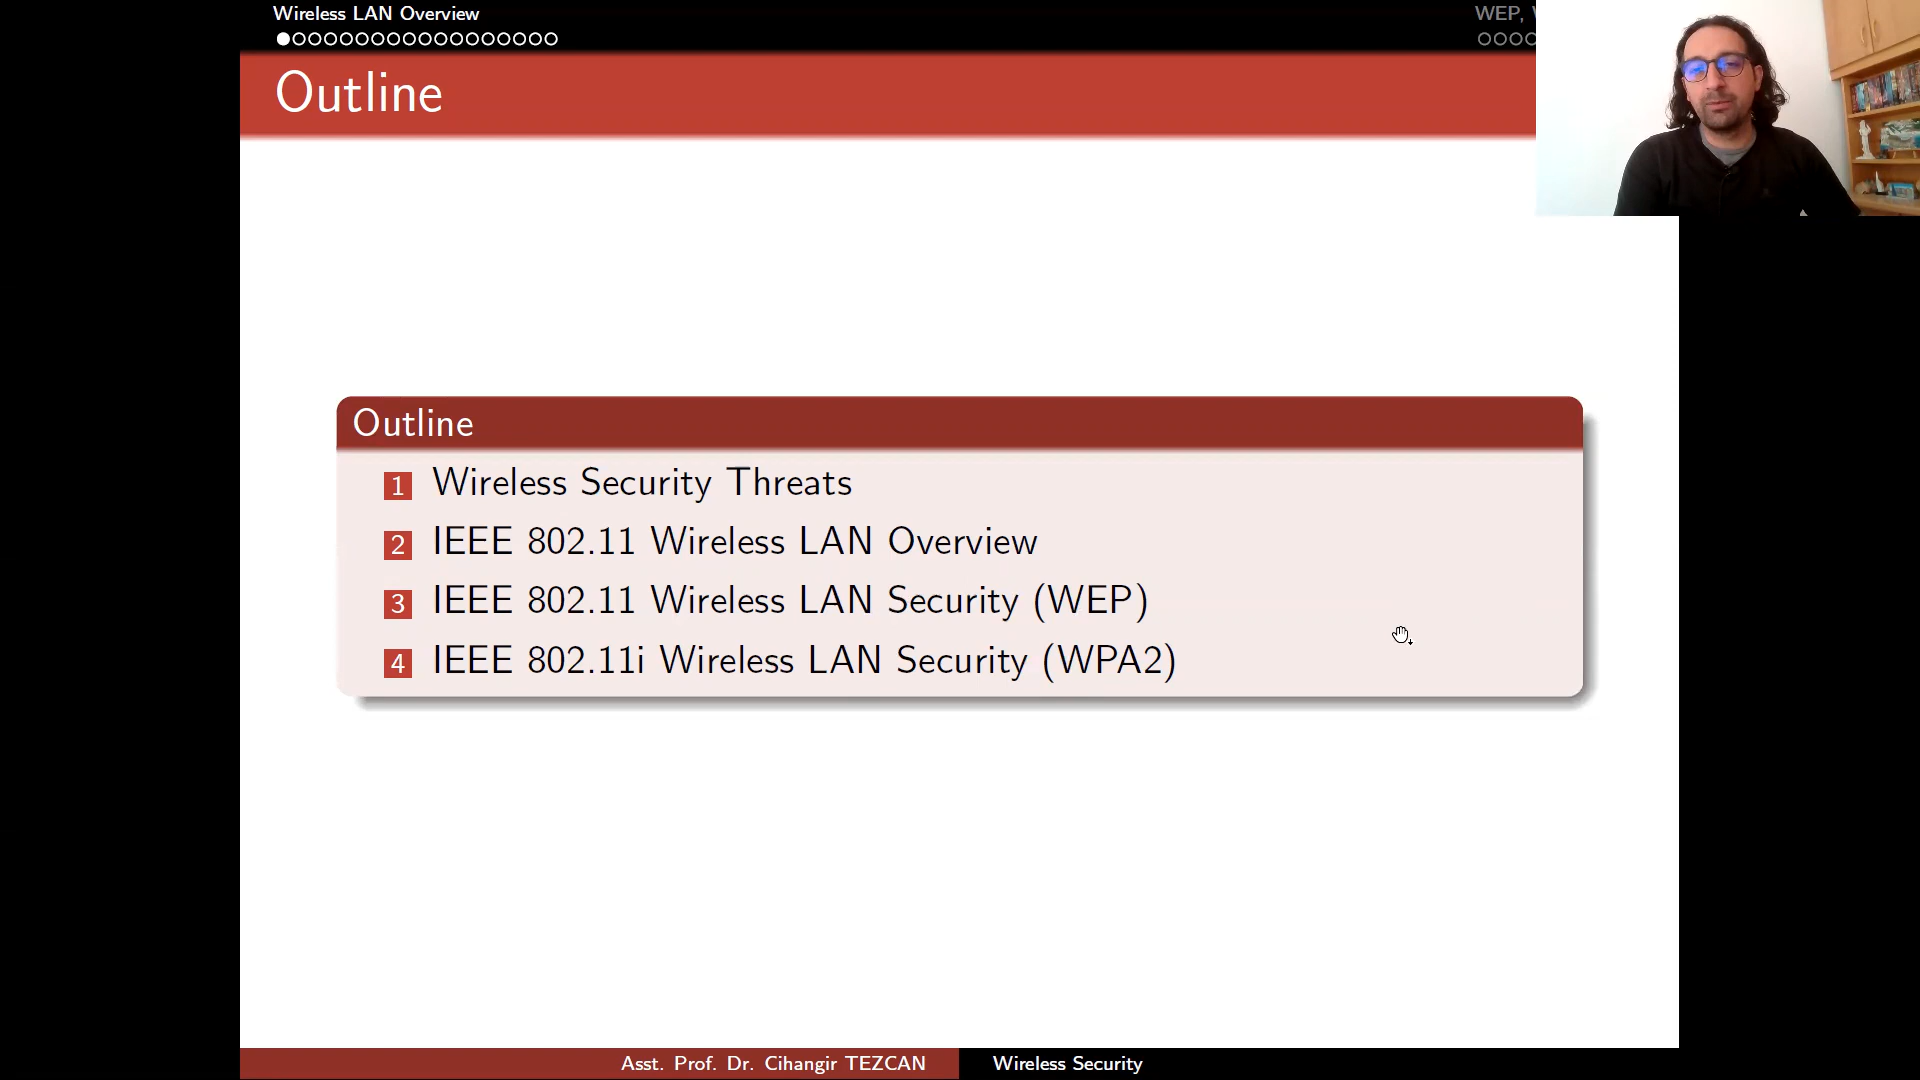 Wireless LAN Overview
WEP,
Outline
Outline
1 Wireless Security Threats
2 IEEE 802.11 Wireless LAN Overview
3 IEEE 802.11 Wireless LAN Security (WEP)
4 IEEE 802.11i Wireless LAN Security (WPA2)
Asst. Prof. Dr. Cihangir TEZCAN Wireless Security